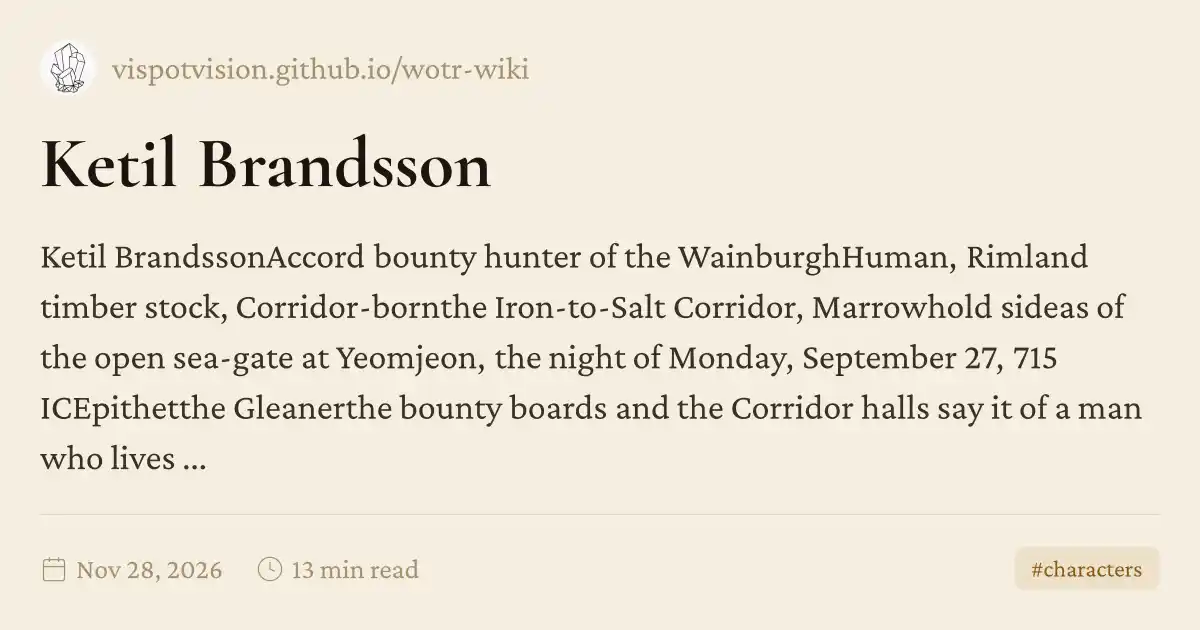 vispotvision.github.io/wotr-wiki
Ketil Brandsson
Ketil BrandssonAccord bounty hunter of the WainburghHuman, Rimland
timber stock, Corridor-bornthe Iron-to-Salt Corridor, Marrowhold sideas of
the open sea-gate at Yeomjeon, the night of Monday, September 27, 715
ICEpithetthe Gleanerthe bounty boards and the Corridor halls say it of a man
who lives ...
Nov 28, 2026
13 min read
#characters